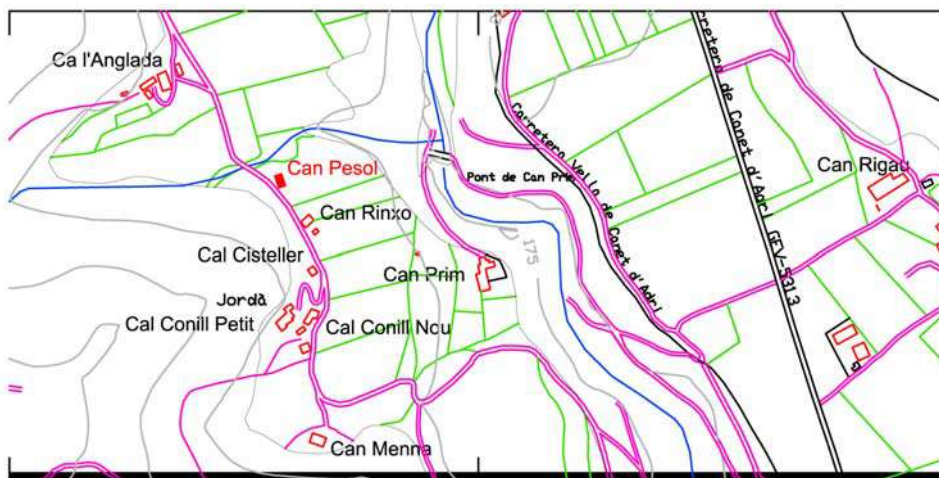 Ca l'Anglada
Can Pesol
Can Rinxo
Cal Cisteller
Jordà
Cal Conill Petit
Cal Conill Nou
Can Menna
Can Prim
Pont de Can Prim
175
Carretera Vella de Canet d'Adri
Carretera de Canet d'Adri GEV-5313
Can Rigau